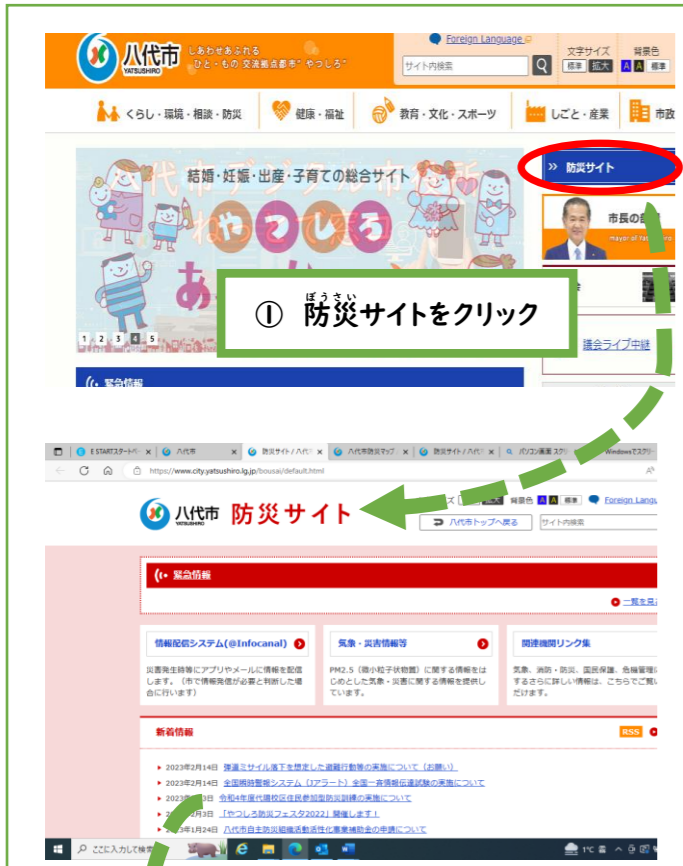 八代市
YATSUSHIRO
しあわせあふれる
ひと・もの 交流拠点都市"やつしろ"
Foreign Language
サイト内検索
文字サイズ 背景色
標準 拡大 A A 標準
くらし・環境・相談・防災 健康・福祉 教育・文化・スポーツ しごと・産業 市政
結婚・妊娠・出産・子育ての総合サイト
やつしろ
あ
防災サイト
市長の
mayor of Yatsushiro
議会ライブ中継
1 2 3 4 5
緊急情報
ぼうさい
① 防災サイトをクリック
E STARTスタートペー 八代市 防災サイト / 八代 八代市防災マップ 防災サイト / 八代 パソコン画面 スク Windowsでスクリー
https://www.city.yatsushiro.lg.jp/bousai/default.html
八代市
YATSUSHIRO
防災サイト
背景色 A A 標準 Foreign Langu
八代市トップへ戻る サイト内検索
緊急情報
一覧を見
情報配信システム(@Infocanal)
災害発生時等にアプリやメールに情報を配信
します。（市で情報発信が必要と判断した場
合に行います）
気象・災害情報等
PM2.5（微小粒子状物質）に関する情報をは
じめとした気象・災害に関する情報を提供し
ています。
関連機関リンク集
気象、消防・防災、国民保護、危機管理に
するさらに詳しい情報は、こちらでご覧い
だけます。
新着情報
RSS
2023年2月14日 弾道ミサイル落下を想定した避難行動等の実施について（お願い）
2023年2月14日 全国瞬時警報システム（Jアラート）全国一斉情報伝達試験の実施について
2023年 3日 令和4年度代陽校区住民参加型防災訓練の実施について
2月3日 「やつしろ防災フェスタ2022」開催します！
23年1月24日 八代市自主防災組織活動活性化事業補助金の申請について
ここに入力して検索
1℃